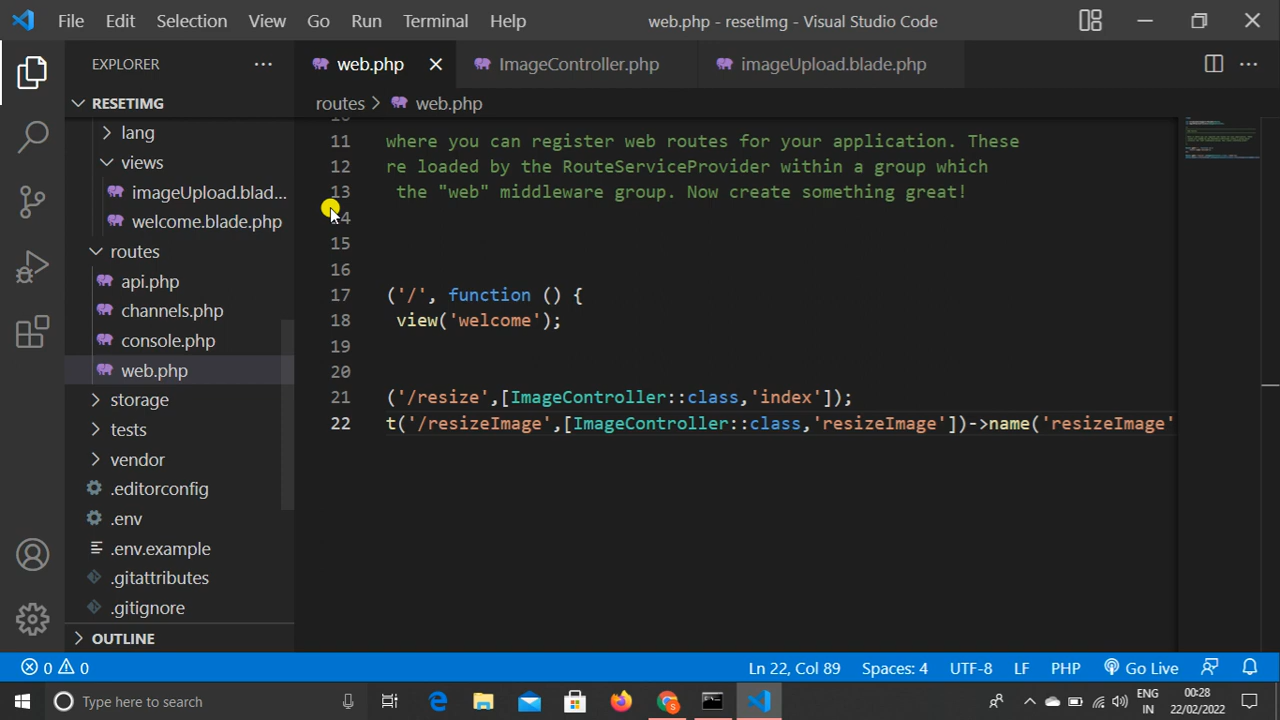 File Edit Selection View Go Run Terminal Help web.php - resetImg - Visual Studio Code
EXPLORER
web.php ImageController.php imageUpload.blade.php
RESETIMG
routes > web.php
lang
views
imageUpload.blad...
welcome.blade.php
routes
api.php
channels.php
console.php
web.php
storage
tests
vendor
.editorconfig
.env
.env.example
.gitattributes
.gitignore
OUTLINE
11 where you can register web routes for your application. These
12 re loaded by the RouteServiceProvider within a group which
13 the "web" middleware group. Now create something great!
15
16
17 ('/', function () {
18 view('welcome');
19
20
21 ('/resize',[ImageController::class,'index']);
22 t('/resizeImage',[ImageController::class,'resizeImage'])->name('resizeImage'
0 0 Ln 22, Col 89 Spaces: 4 UTF-8 LF PHP Go Live
Type here to search
ENG
IN
00:28
22/02/2022